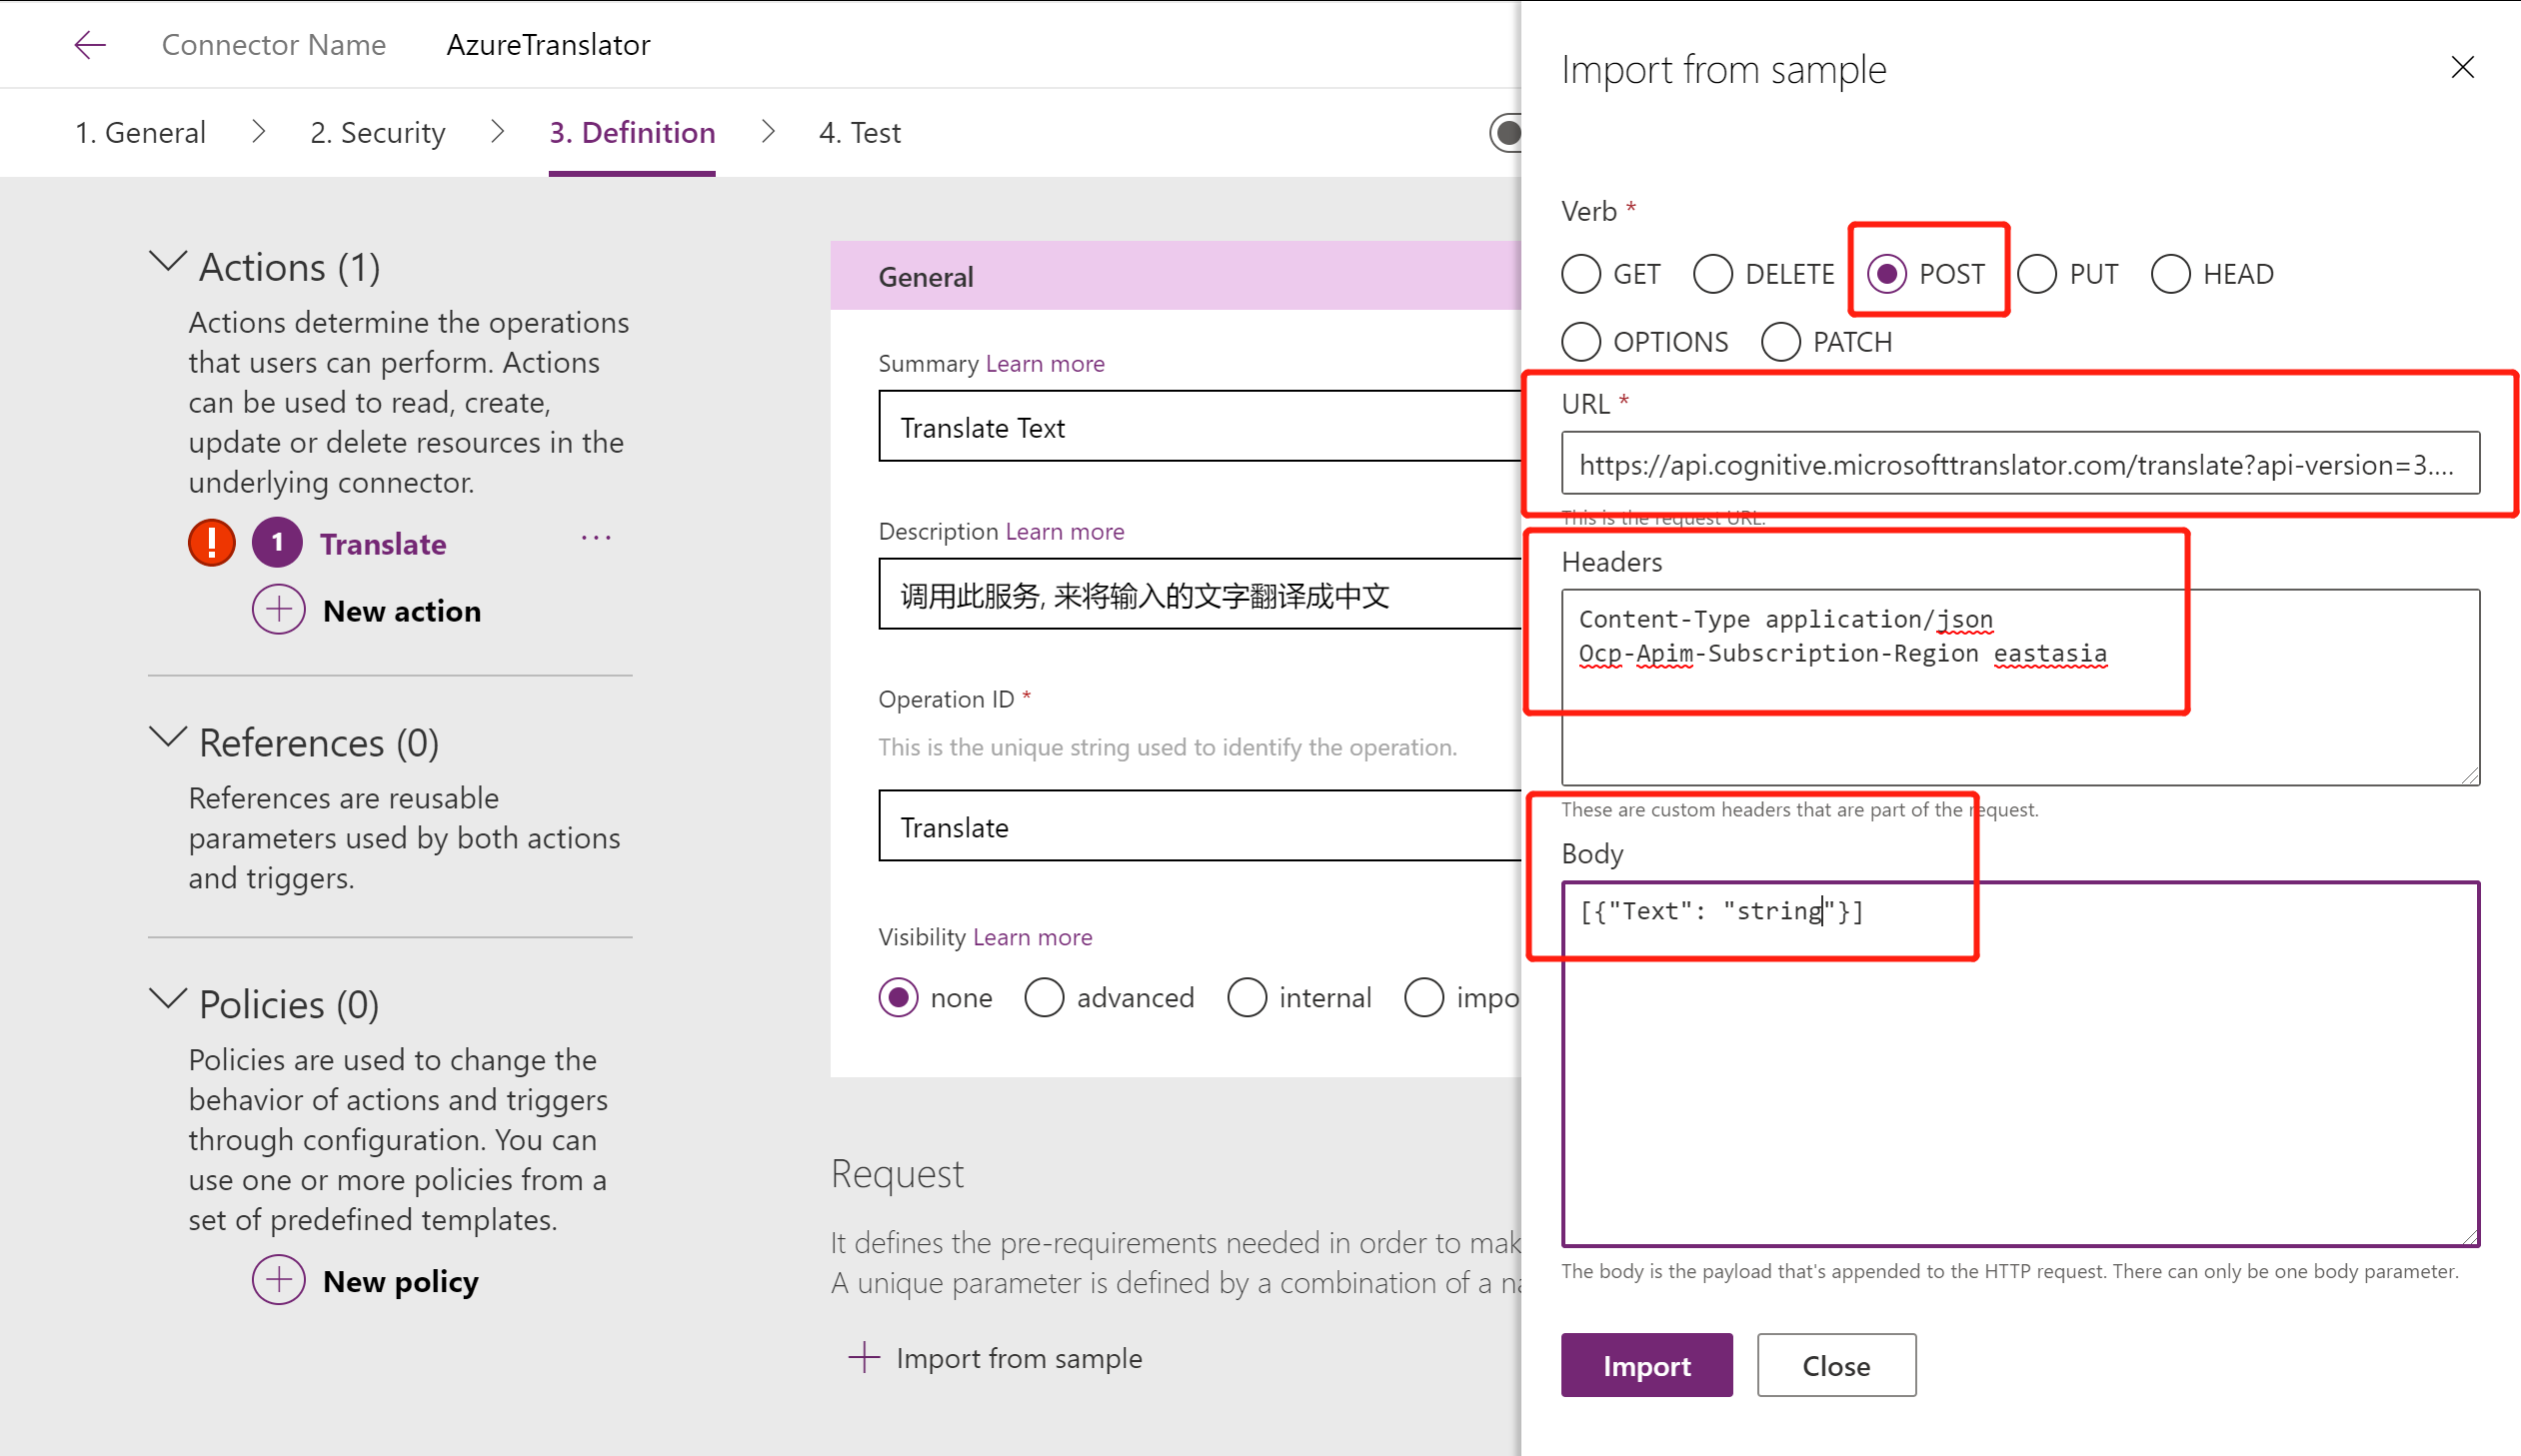 Connector Name AzureTranslator
1. General 2. Security 3. Definition 4. Test
Actions (1)
Actions determine the operations
that users can perform. Actions
can be used to read, create,
update or delete resources in the
underlying connector.
1 Translate ...
New action
References (0)
References are reusable
parameters used by both actions
and triggers.
Policies (0)
Policies are used to change the
behavior of actions and triggers
through configuration. You can
use one or more policies from a
set of predefined templates.
New policy
General
Summary Learn more
Translate Text
Description Learn more
调用此服务, 来将输入的文字翻译成中文
Operation ID *
This is the unique string used to identify the operation.
Translate
Visibility Learn more
none advanced internal impo
Request
It defines the pre-requirements needed in order to mak
A unique parameter is defined by a combination of a na
Import from sample
Import from sample
Verb *
GET DELETE POST PUT HEAD
OPTIONS PATCH
URL *
https://api.cognitive.microsofttranslator.com/translate?api-version=3....
This is the request URL.
Headers
Content-Type application/json
Ocp-Apim-Subscription-Region eastasia
These are custom headers that are part of the request.
Body
[{"Text": "string"}]
The body is the payload that's appended to the HTTP request. There can only be one body parameter.
Import Close